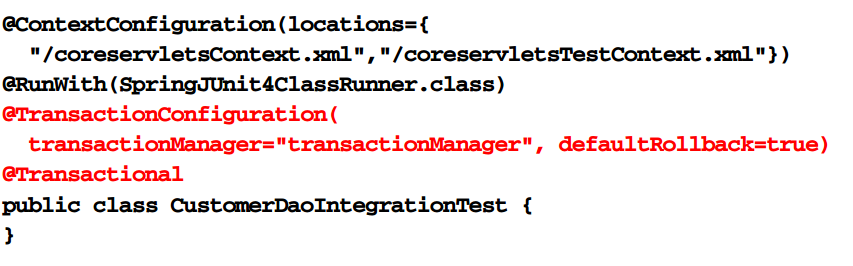 @ContextConfiguration(locations={
"/coreservletsContext.xml","/coreservletsTestContext.xml"})
@RunWith(SpringJUnit4ClassRunner.class)
@TransactionConfiguration(
transactionManager="transactionManager", defaultRollback=true)
@Transactional
public class CustomerDaoIntegrationTest {
}